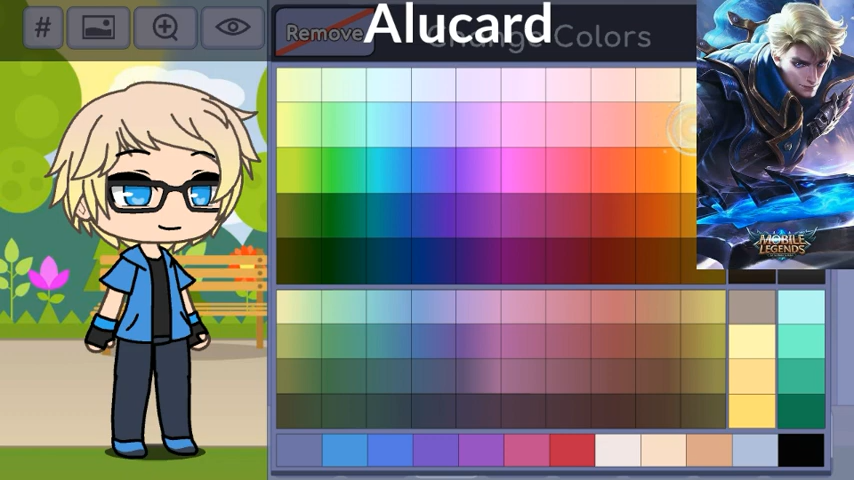 Alucard
#
Remove
Change Colors
MOBILE
LEGENDS